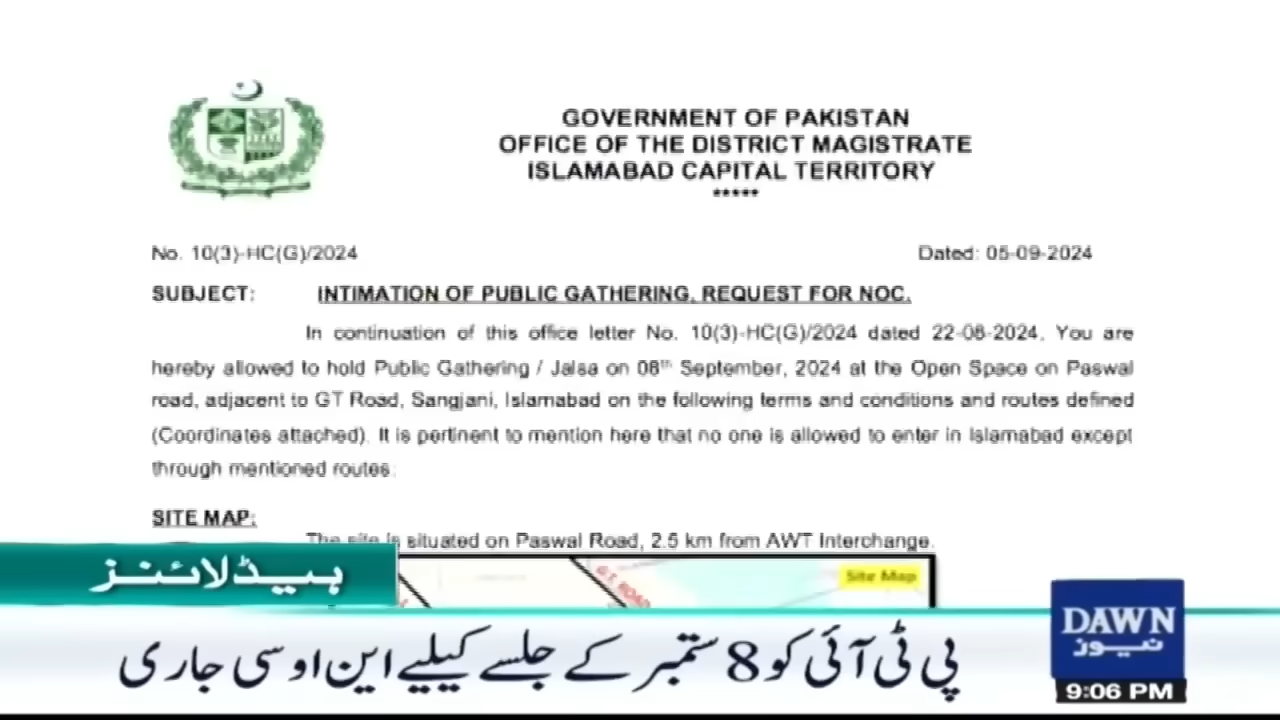 GOVERNMENT OF PAKISTAN
OFFICE OF THE DISTRICT MAGISTRATE
ISLAMABAD CAPITAL TERRITORY
*****
No. 10(3)-HC(G)/2024 Dated: 05-09-2024
SUBJECT: INTIMATION OF PUBLIC GATHERING, REQUEST FOR NOC.
In continuation of this office letter No. 10(3)-HC(G)/2024 dated 22-08-2024, You are
hereby allowed to hold Public Gathering / Jalsa on 08th September, 2024 at the Open Space on Paswal
road, adjacent to GT Road, Sangjani, Islamabad on the following terms and conditions and routes defined
(Coordinates attached). It is pertinent to mention here that no one is allowed to enter in Islamabad except
through mentioned routes:
SITE MAP:
The site is situated on Paswal Road, 2.5 km from AWT Interchange.
G.T. ROAD
Site Map
ہیڈلائنز
پی ٹی آئی کو 8 ستمبر کے جلسے کیلیے این او سی جاری
DAWN
نیوز
9:06 PM